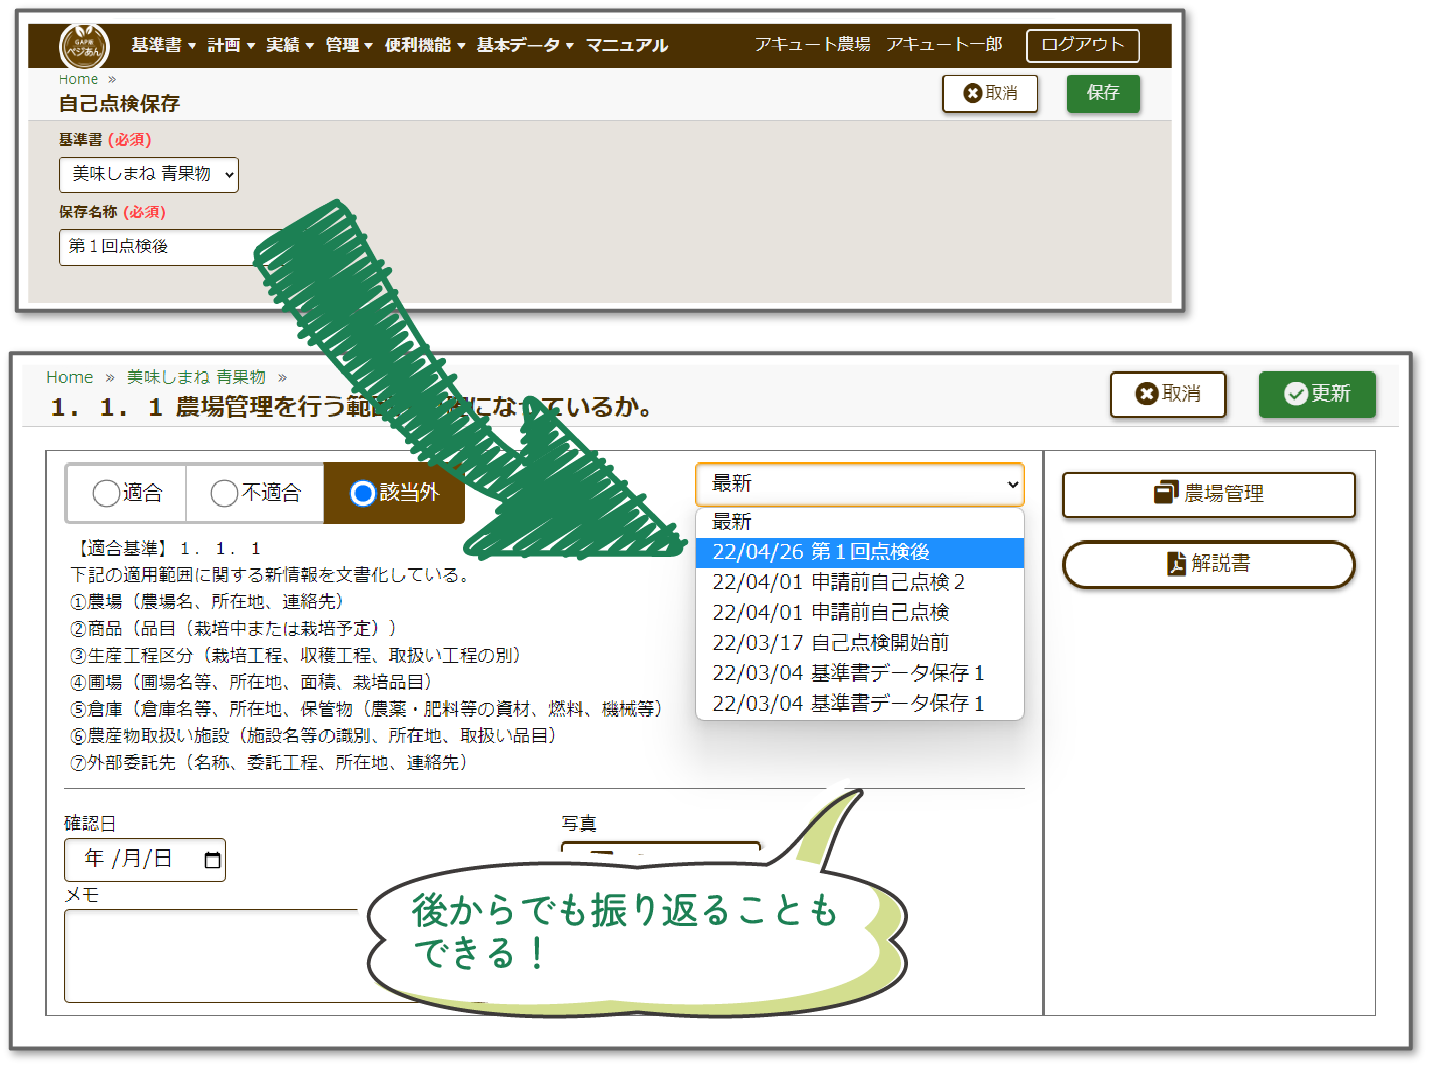 GAP版
ベジあん
基準書 計画 実績 管理 便利機能 基本データ マニュアル
アキュート農場 アキュート一郎 ログアウト
Home »
自己点検保存
取消 保存
基準書 (必須)
美味しまね 青果物
保存名称 (必須)
第１回点検後
Home » 美味しまね 青果物 »
１．１．１ 農場管理を行う範囲
になっているか。
取消 更新
適合 不適合 該当外
最新
最新
22/04/26 第１回点検後
22/04/01 申請前自己点検２
22/04/01 申請前自己点検
22/03/17 自己点検開始前
22/03/04 基準書データ保存１
22/03/04 基準書データ保存１
農場管理
解説書
【適合基準】１．１．１
下記の適用範囲に関する新情報を文書化している。
①農場（農場名、所在地、連絡先）
②商品（品目（栽培中または栽培予定））
③生産工程区分（栽培工程、収穫工程、取扱い工程の別）
④圃場（圃場名等、所在地、面積、栽培品目）
⑤倉庫（倉庫名等、所在地、保管物（農薬・肥料等の資材、燃料、機械等）
⑥農産物取扱い施設（施設名等の識別、所在地、取扱い品目）
⑦外部委託先（名称、委託工程、所在地、連絡先）
確認日
年 /月/日
写真
メモ
後からでも振り返ることも
できる！